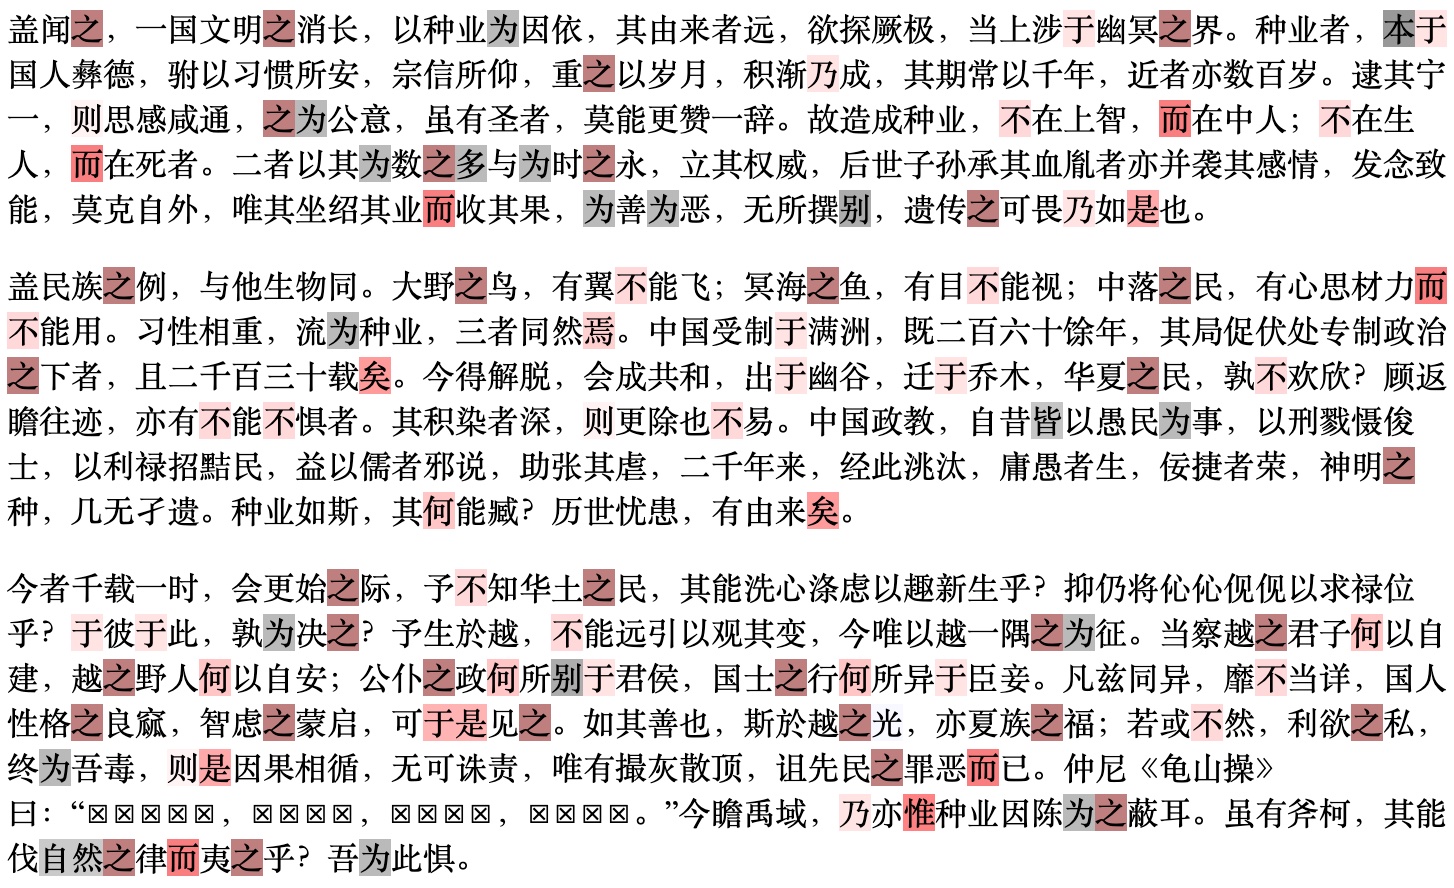 盖闻之，一国文明之消长，以种业为因依，其由来者远，欲探厥极，当上涉于幽冥之界。种业者，本于
国人彝德，驸以习惯所安，宗信所仰，重之以岁月，积渐乃成，其期常以千年，近者亦数百岁。逮其宁
一，则思感咸通，之为公意，虽有圣者，莫能更赞一辞。故造成种业，不在上智，而在中人；不在生
人，而在死者。二者以其为数之多与为时之永，立其权威，后世子孙承其血胤者亦并袭其感情，发念致
能，莫克自外，唯其坐绍其业而收其果，为善为恶，无所撰别，遗传之可畏乃如是也。
盖民族之例，与他生物同。大野之鸟，有翼不能飞；冥海之鱼，有目不能视；中落之民，有心思材力而
不能用。习性相重，流为种业，三者同然焉。中国受制于满洲，既二百六十馀年，其局促伏处专制政治
之下者，且二千百三十载矣。今得解脱，会成共和，出于幽谷，迁于乔木，华夏之民，孰不欢欣？顾返
瞻往迹，亦有不能不惧者。其积染者深，则更除也不易。中国政教，自昔皆以愚民为事，以刑戮慑俊
士，以利禄招黠民，益以儒者邪说，助张其虐，二千年来，经此洮汰，庸愚者生，佞捷者荣，神明之
种，几无孑遗。种业如斯，其何能臧？历世忧患，有由来矣。
今者千载一时，会更始之际，予不知华土之民，其能洗心涤虑以趣新生乎？抑仍将伈伈伣伣以求禄位
乎？于彼于此，孰为决之？予生於越，不能远引以观其变，今唯以越一隅之为征。当察越之君子何以自
建，越之野人何以自安；公仆之政何所别于君侯，国士之行何所异于臣妾。凡兹同异，靡不当详，国人
性格之良窳，智虑之蒙启，可于是见之。如其善也，斯於越之光，亦夏族之福；若或不然，利欲之私，
终为吾毒，则是因果相循，无可诛责，唯有撮灰散顶，诅先民之罪恶而已。仲尼《龟山操》
曰：“☒☒☒☒☒，☒☒☒☒，☒☒☒☒，☒☒☒☒。”今瞻禹域，乃亦惟种业因陈为之蔽耳。虽有斧柯，其能
伐自然之律而夷之乎？吾为此惧。